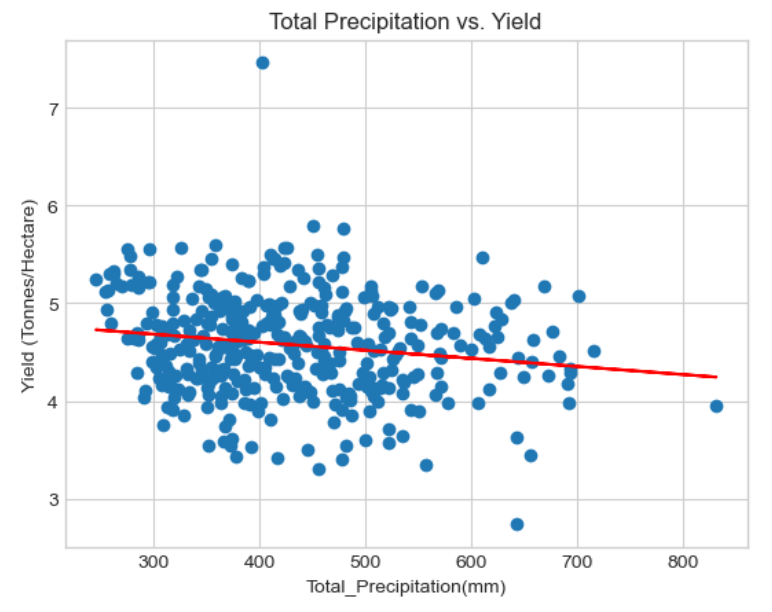 Total Precipitation vs. Yield
7
6
5
4
3
Yield (Tonnes/Hectare)
300 400 500 600 700 800
Total_Precipitation(mm)